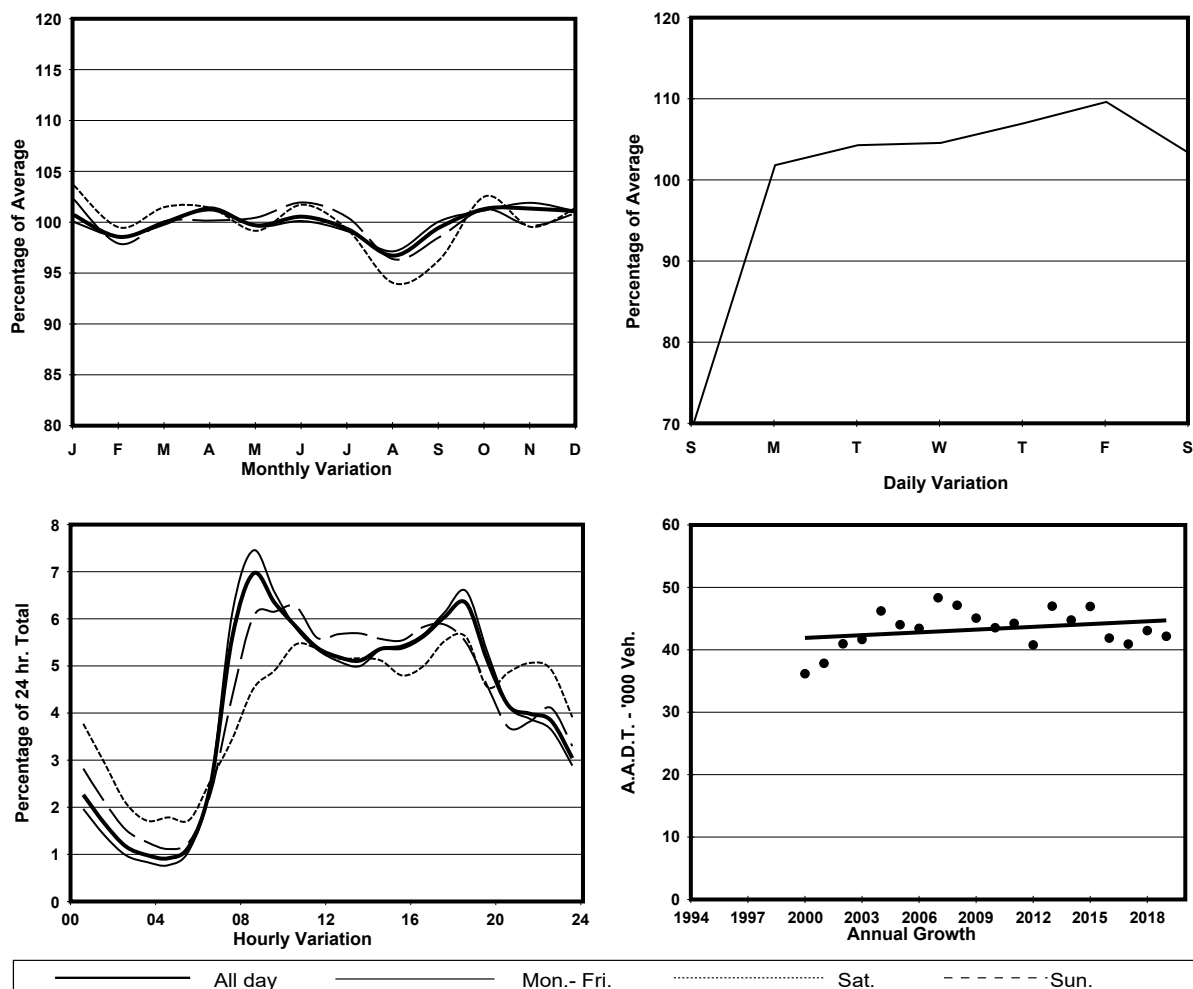 120
115
110
105
100
95
90
85
80
Percentage of Average
J F M A M J J A S O N D
Monthly Variation
120
110
100
90
80
70
Percentage of Average
S M T W T F S
Daily Variation
8
7
6
5
4
3
2
1
0
Percentage of 24 hr. Total
00 04 08 12 16 20 24
Hourly Variation
60
50
40
30
20
10
0
A.A.D.T. - '000 Veh.
1994 1997 2000 2003 2006 2009 2012 2015 2018
Annual Growth
All day Mon.- Fri. Sat. Sun.